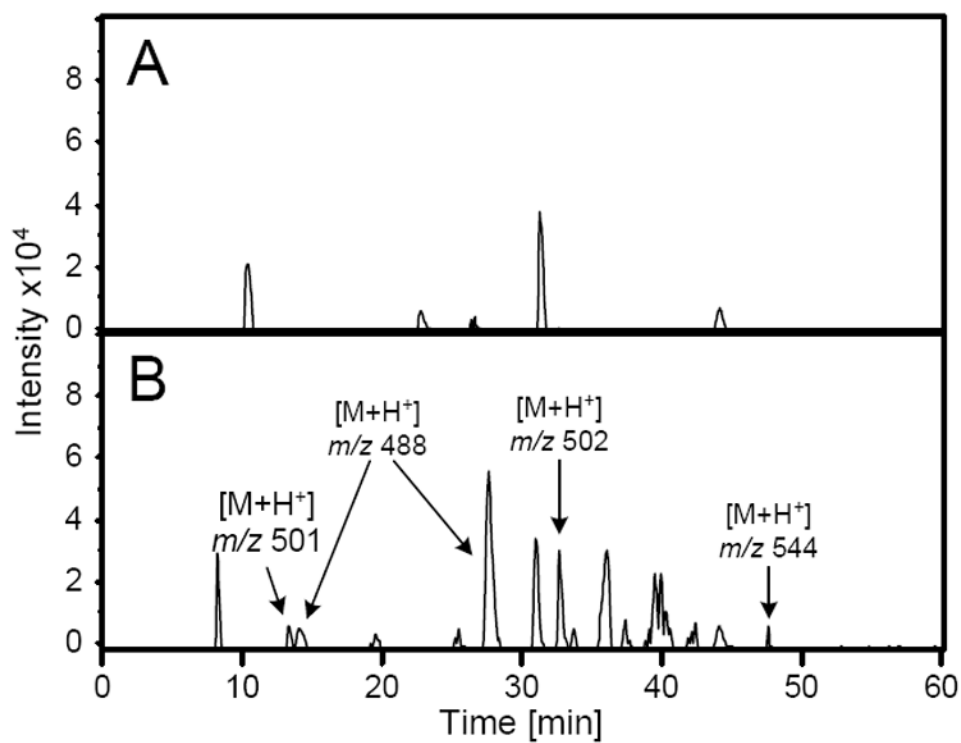 A
8
6
4
2
0
Intensity x10⁴
B
8
6
4
2
0
[M+H⁺]
m/z 488
[M+H⁺]
m/z 502
[M+H⁺]
m/z 501
[M+H⁺]
m/z 544
0 10 20 30 40 50 60
Time [min]